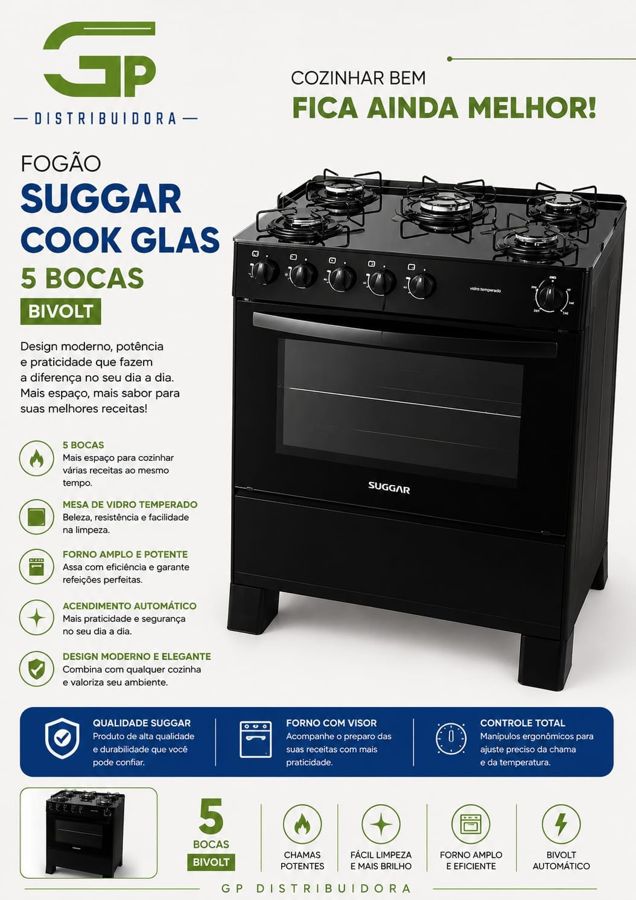 GP
DISTRIBUIDORA
COZINHAR BEM
FICA AINDA MELHOR!
FOGÃO
SUGGAR
COOK GLAS
5 BOCAS
BIVOLT
Design moderno, potência
e praticidade que fazem
a diferença no seu dia a dia.
Mais espaço, mais sabor para
suas melhores receitas!
5 BOCAS
Mais espaço para cozinhar
várias receitas ao mesmo
tempo.
MESA DE VIDRO TEMPERADO
Beleza, resistência e facilidade
na limpeza.
FORNO AMPLO E POTENTE
Assa com eficiência e garante
refeições perfeitas.
ACENDIMENTO AUTOMÁTICO
Mais praticidade e segurança
no seu dia a dia.
DESIGN MODERNO E ELEGANTE
Combina com qualquer cozinha
e valoriza seu ambiente.
vidro temperado
SUGGAR
QUALIDADE SUGGAR
Produto de alta qualidade
e durabilidade que você
pode confiar.
FORNO COM VISOR
Acompanhe o preparo das
suas receitas com mais
praticidade.
CONTROLE TOTAL
Manípulos ergonômicos para
ajuste preciso da chama
e da temperatura.
5
BOCAS
BIVOLT
CHAMAS
POTENTES
FÁCIL LIMPEZA
E MAIS BRILHO
FORNO AMPLO
E EFICIENTE
BIVOLT
AUTOMÁTICO
GP DISTRIBUIDORA